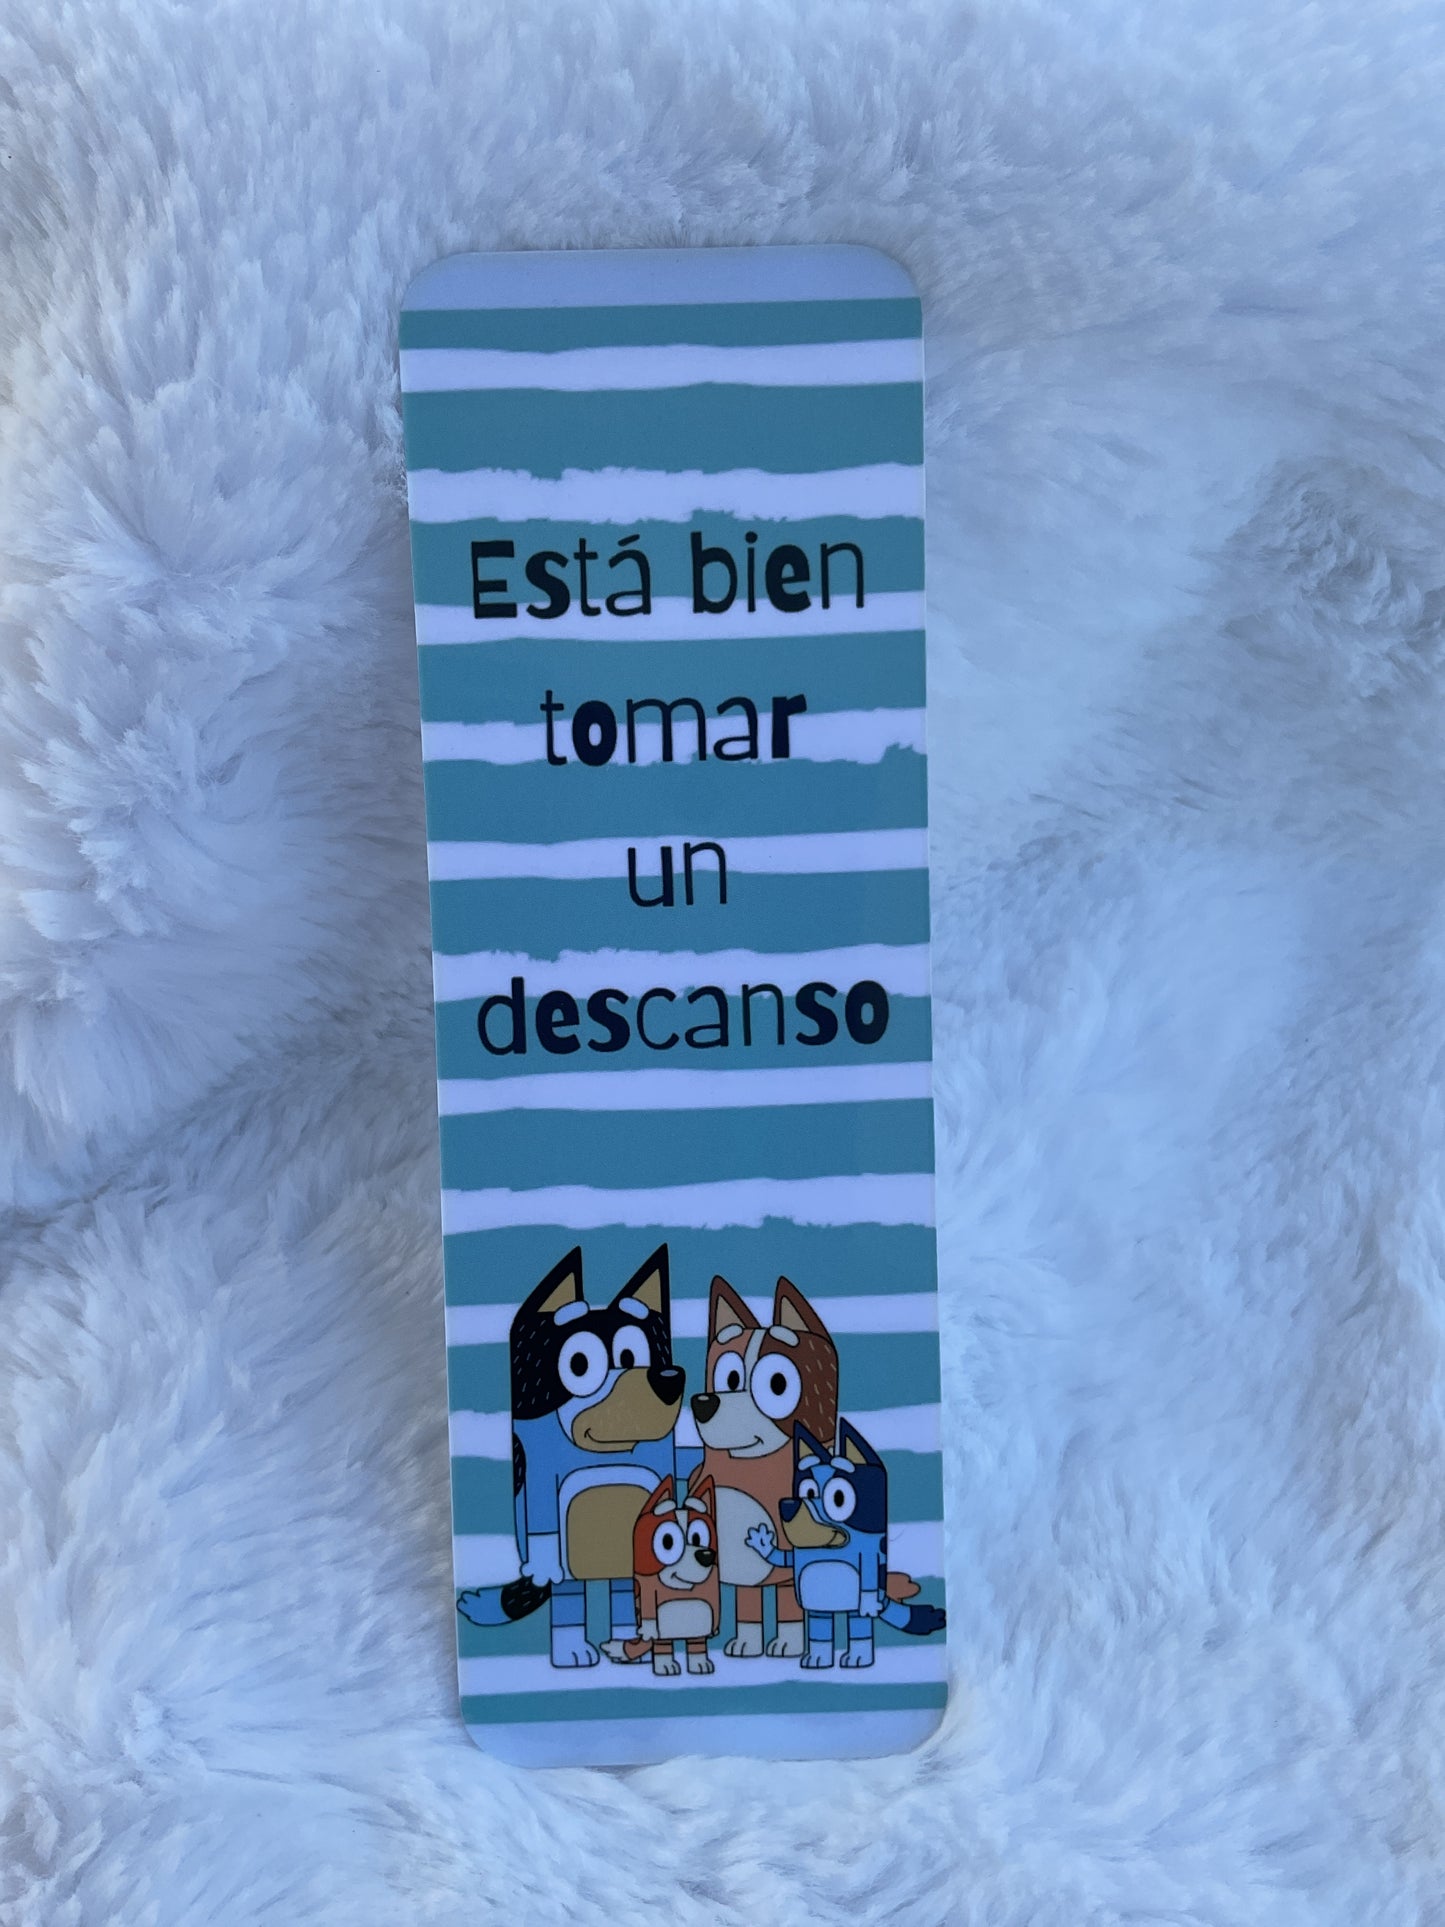 Está bien
tomar
un
descanso